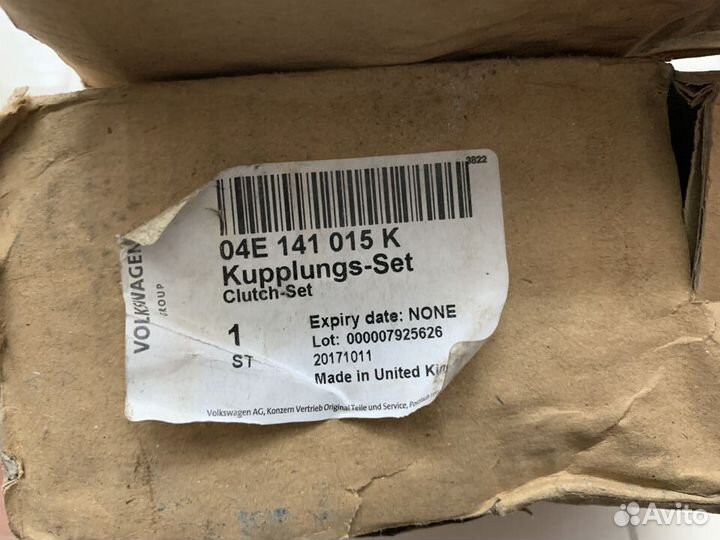 3822
04E 141 015 K
Kupplungs-Set
Clutch-Set
VOLKSWAGEN
GROUP
1
ST
Expiry date: NONE
Lot: 000007925626
20171011
Made in United
Volkswagen AG, Konzern Vertrieb Original Teile und Service,
Avito